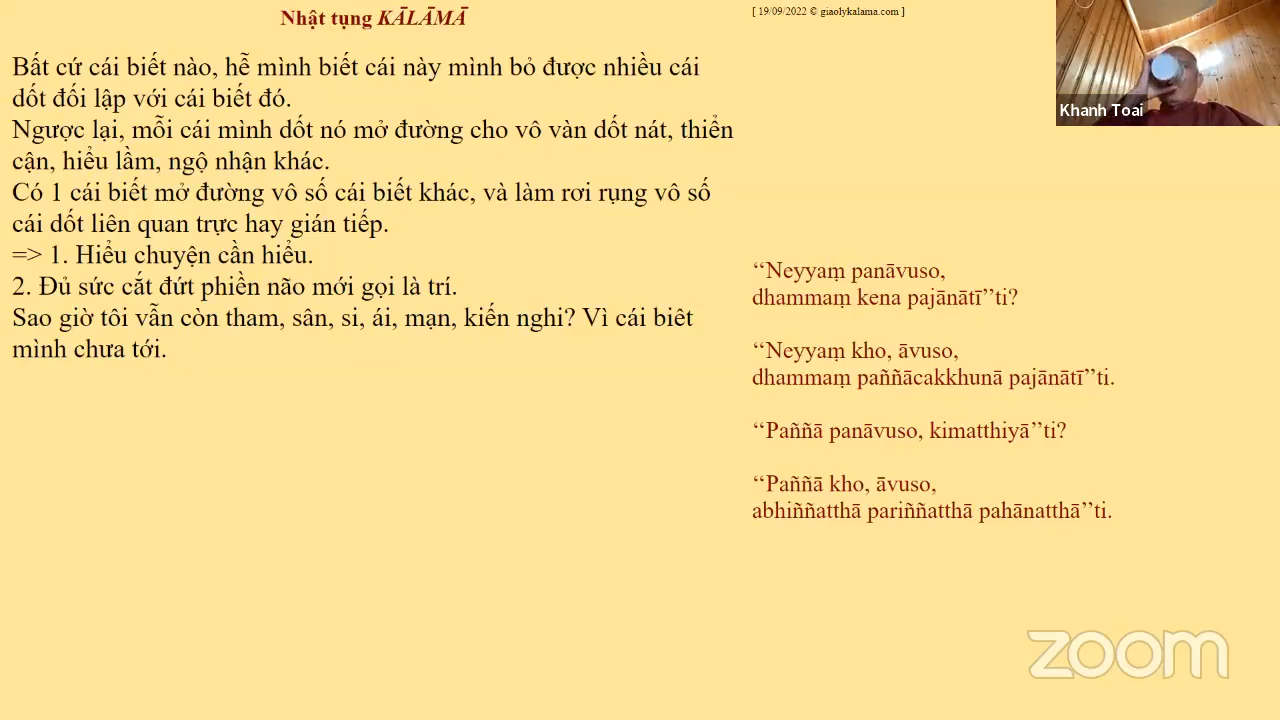 Nhật tụng KĀLĀMĀ
[ 19/09/2022 © giaolykalama.com ]
Bất cứ cái biết nào, hễ mình biết cái này mình bỏ được nhiều cái
dốt đối lập với cái biết đó.
Ngược lại, mỗi cái mình dốt nó mở đường cho vô vàn dốt nát, thiển
cận, hiểu lầm, ngộ nhận khác.
Có 1 cái biết mở đường vô số cái biết khác, và làm rơi rụng vô số
cái dốt liên quan trực hay gián tiếp.
=> 1. Hiểu chuyện cần hiểu.
2. Đủ sức cắt đứt phiền não mới gọi là trí.
Sao giờ tôi vẫn còn tham, sân, si, ái, mạn, kiến nghi? Vì cái biêt
mình chưa tới.
Khanh Toai
“Neyyaṃ panāvuso,
dhammaṃ kena pajānātī”ti?
“Neyyaṃ kho, āvuso,
dhammaṃ paññācakkhunā pajānātī”ti.
“Paññā panāvuso, kimatthiyā”ti?
“Paññā kho, āvuso,
abhiññatthā pariññatthā pahānatthā”ti.
zoom